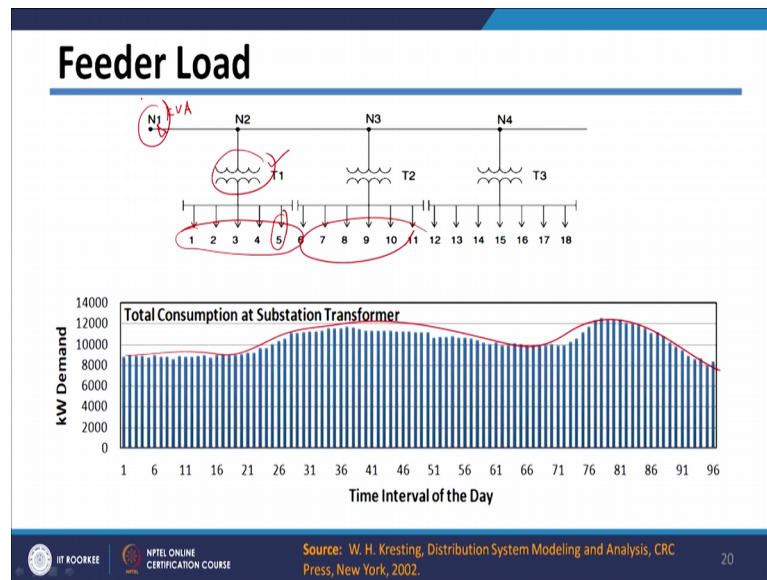 Feeder Load
N1 kVA N2 N3 N4
T1 T2 T3
1 2 3 4 5 6 7 8 9 10 11 12 13 14 15 16 17 18
Total Consumption at Substation Transformer
14000
12000
10000
8000
6000
4000
2000
0
kW Demand
1 6 11 16 21 26 31 36 41 46 51 56 61 66 71 76 81 86 91 96
Time Interval of the Day
IIT ROORKEE
NPTEL ONLINE
CERTIFICATION COURSE
NPTEL
Source: W. H. Kresting, Distribution System Modeling and Analysis, CRC
Press, New York, 2002.
20